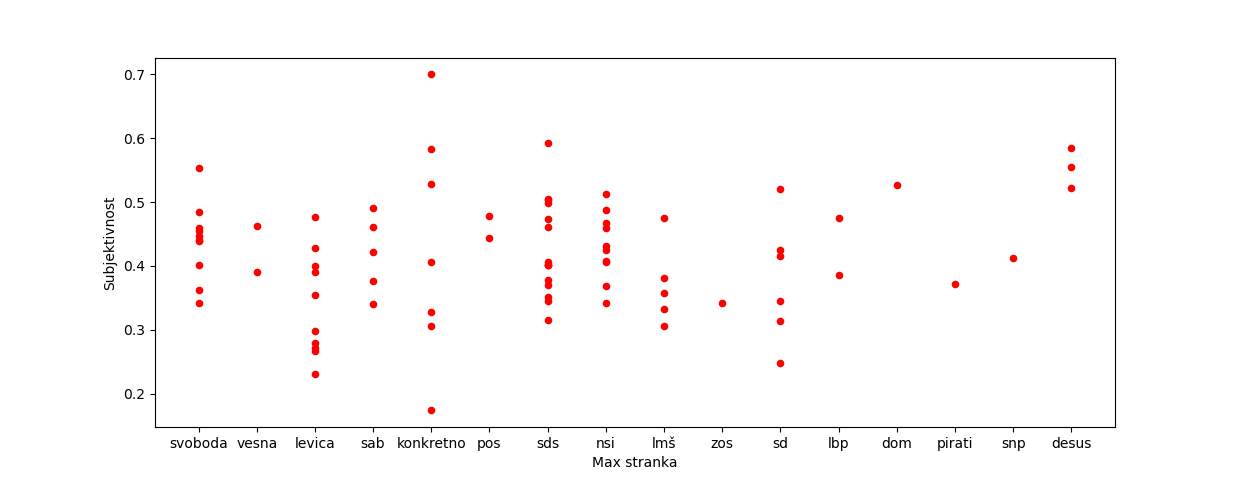 0.7
0.6
0.5
0.4
0.3
0.2
Subjektivnost
svoboda vesna levica sab konkretno pos sds nsi lmš zos sd lbp dom pirati snp desus
Max stranka